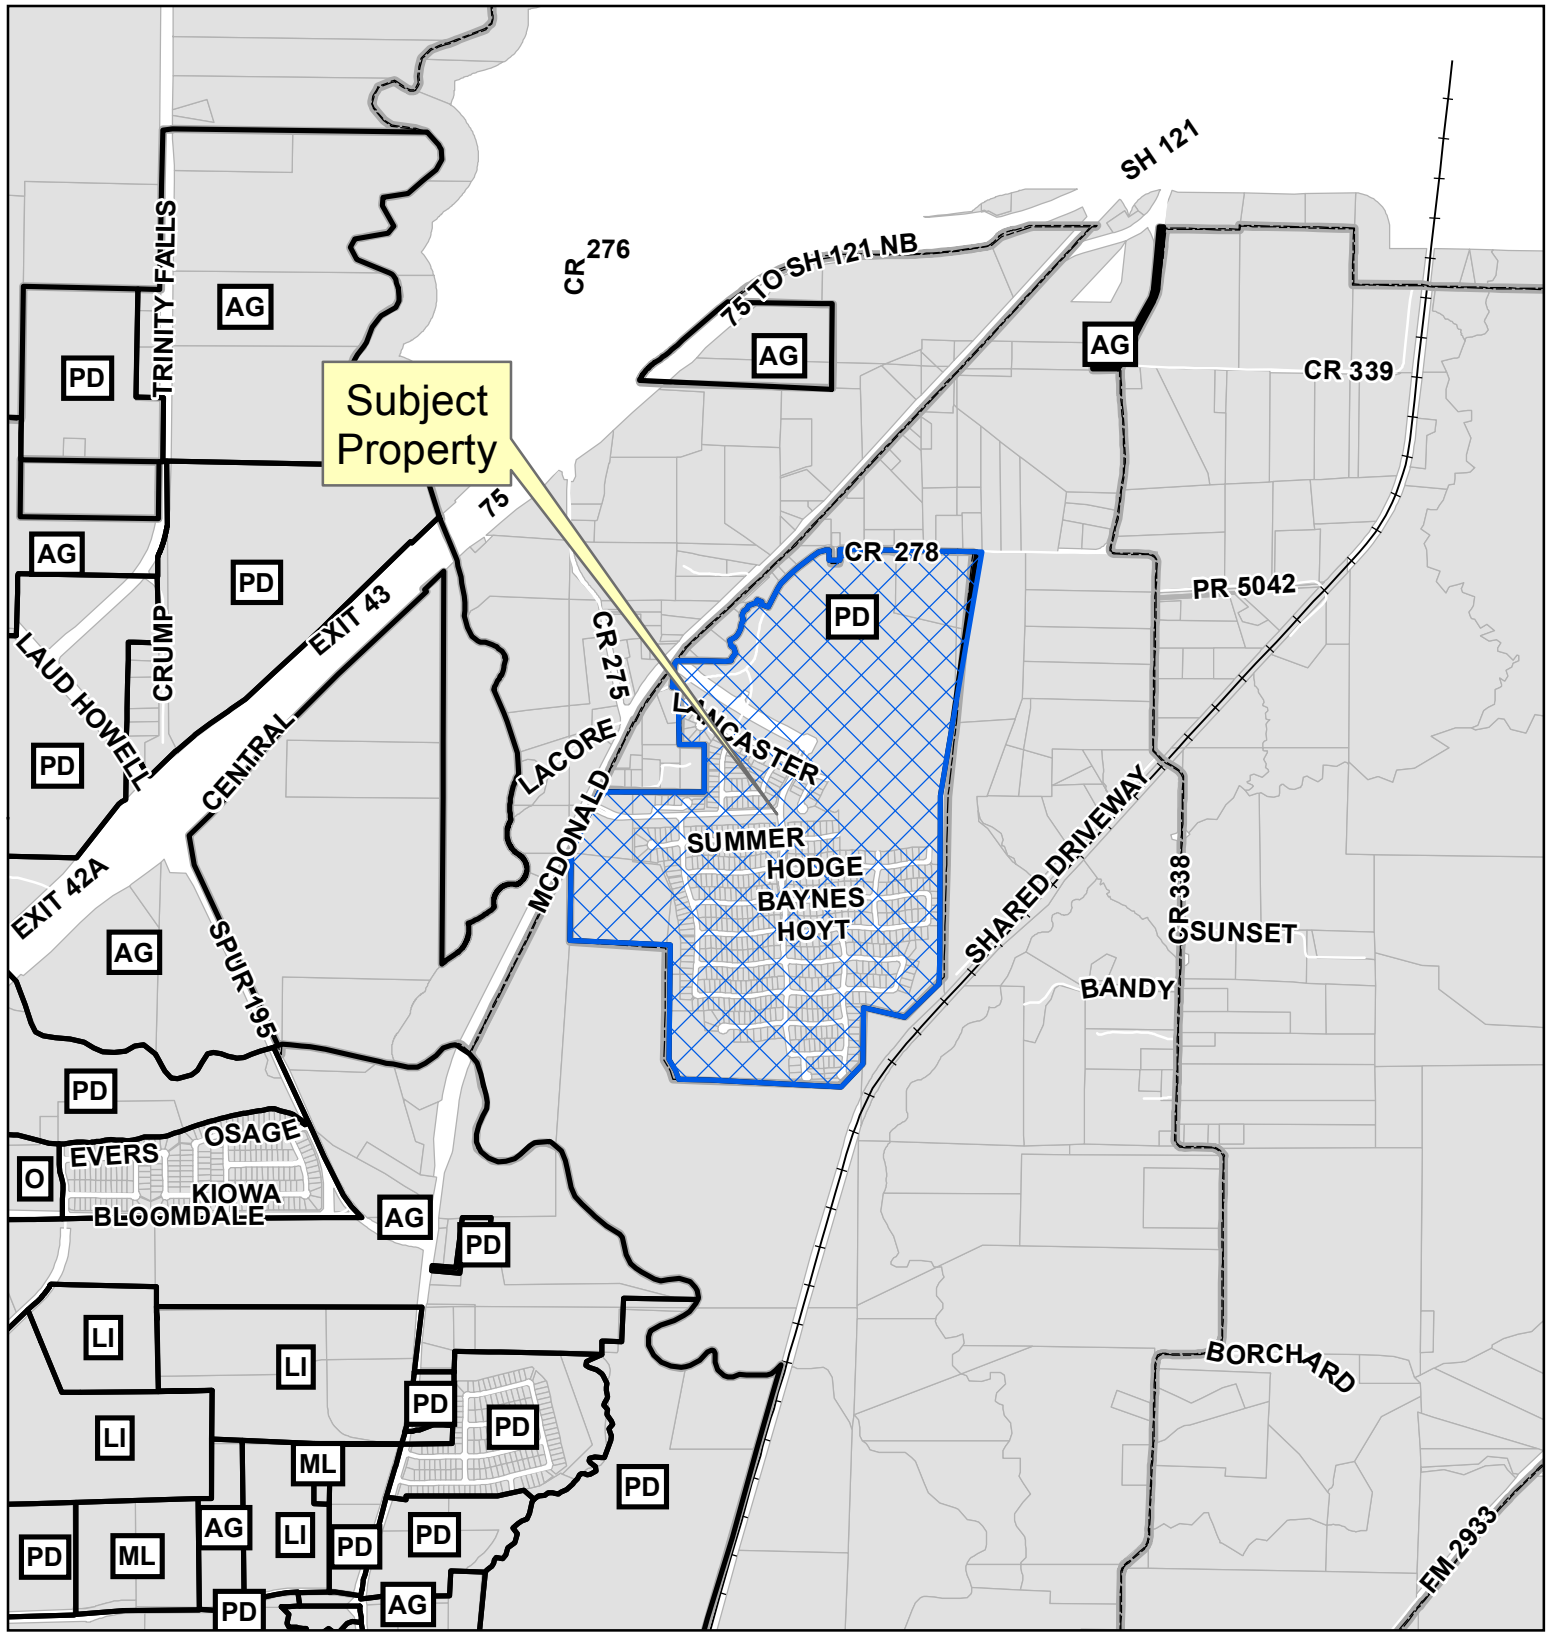 SH 121
276
CR
75 TO SH 121 NB
TRINITY FALLS
AG
AG
AG
CR 339
PD
Subject
Property
75
AG
PD
CR 278
PR 5042
EXIT 43
PD
CRUMP
CR 275
LAUD HOWELL
LANCASTER
PD
CENTRAL
LACORE
SHARED DRIVEWAY
MCDONALD
SUMMER
HODGE
BAYNES
HOYT
EXIT 42A
CR 338
SUNSET
AG
SPUR 195
BANDY
PD
OSAGE
EVERS
O
KIOWA
BLOOMDALE
AG
PD
LI
LI
BORCHARD
PD
LI
PD
ML
PD
AG
LI
PD
PD
PD
ML
FM 2933
PD
AG